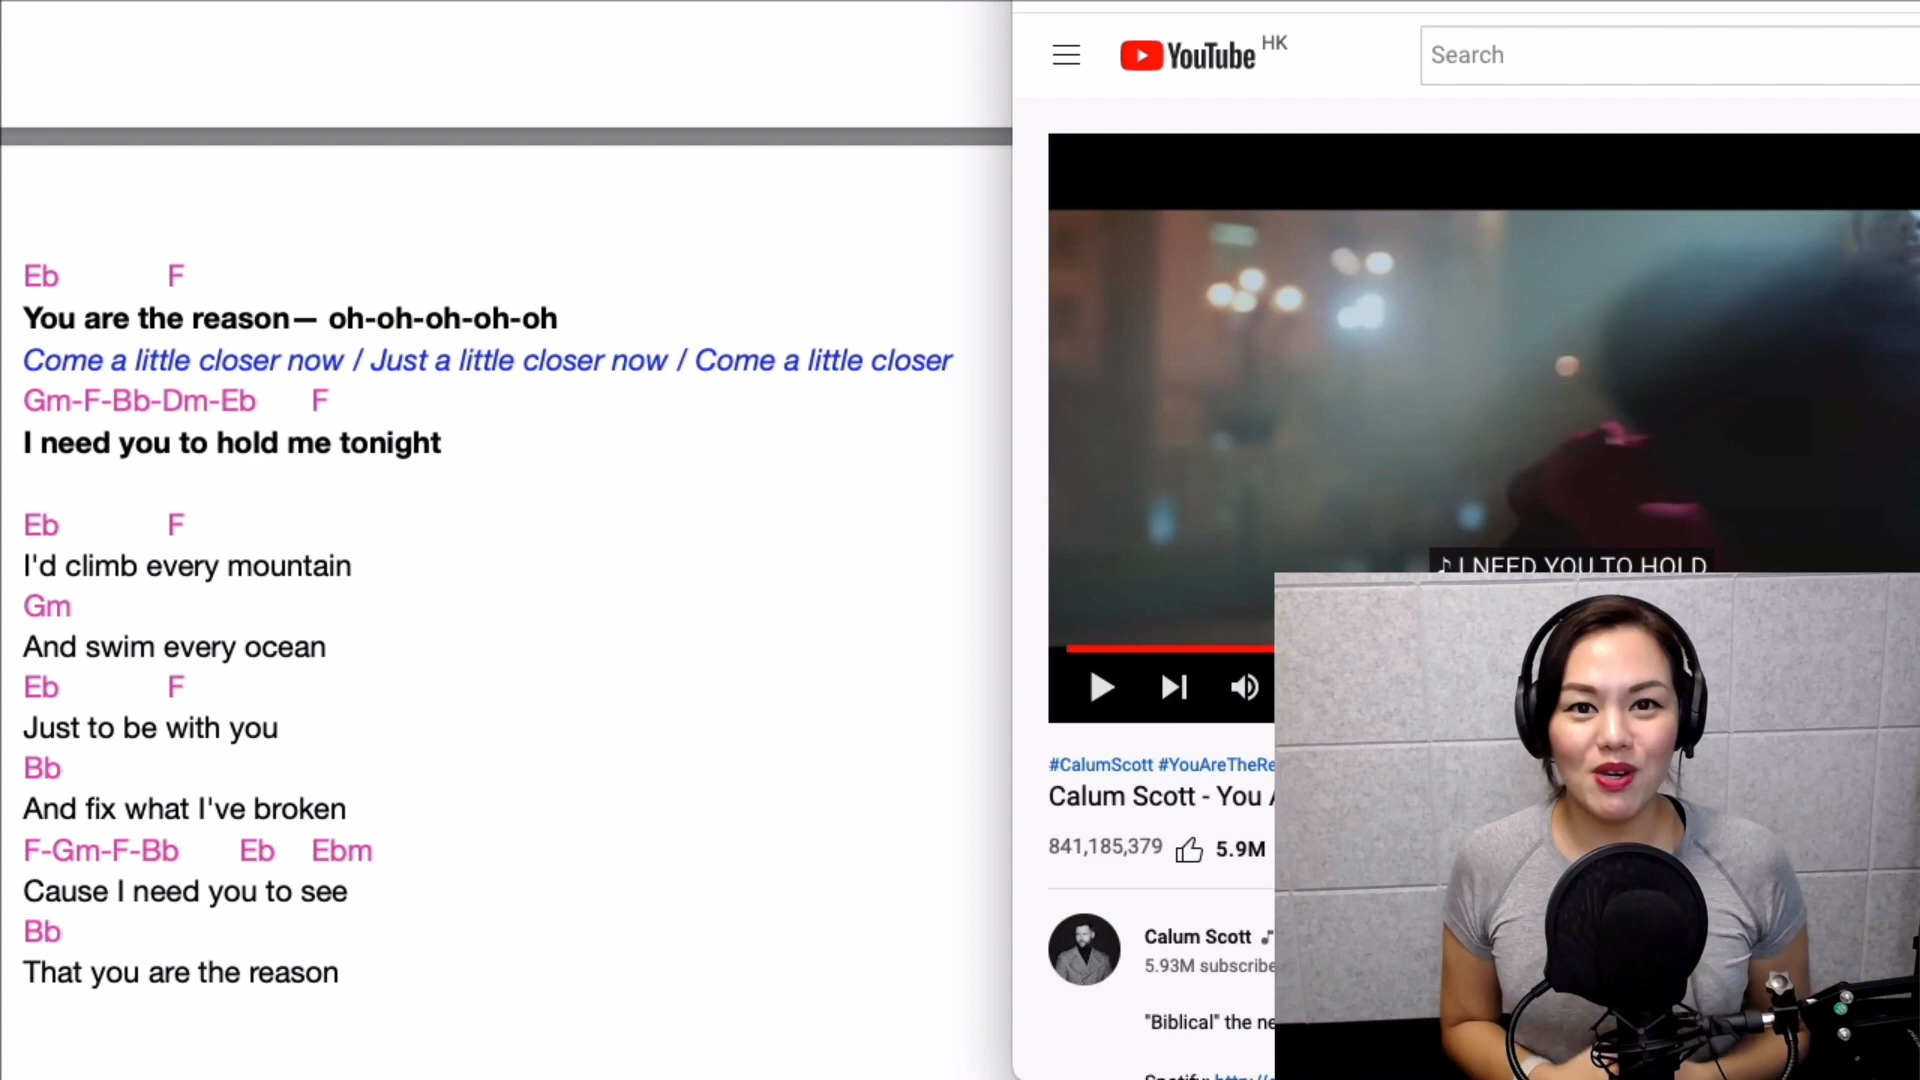 Eb F
You are the reason— oh-oh-oh-oh-oh
Come a little closer now / Just a little closer now / Come a little closer
Gm-F-Bb-Dm-Eb F
I need you to hold me tonight
Eb F
I'd climb every mountain
Gm
And swim every ocean
Eb F
Just to be with you
Bb
And fix what I've broken
F-Gm-F-Bb Eb Ebm
Cause I need you to see
Bb
That you are the reason
YouTube HK
Search
♪ I NEED YOU TO HOLD
#CalumScott #YouAreTheRe
Calum Scott - You
841,185,379 5.9M
Calum Scott
5.93M subscribe
"Biblical" the ne
Spotify: